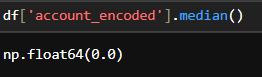 df['account_encoded'].median()
np.float64(0.0)